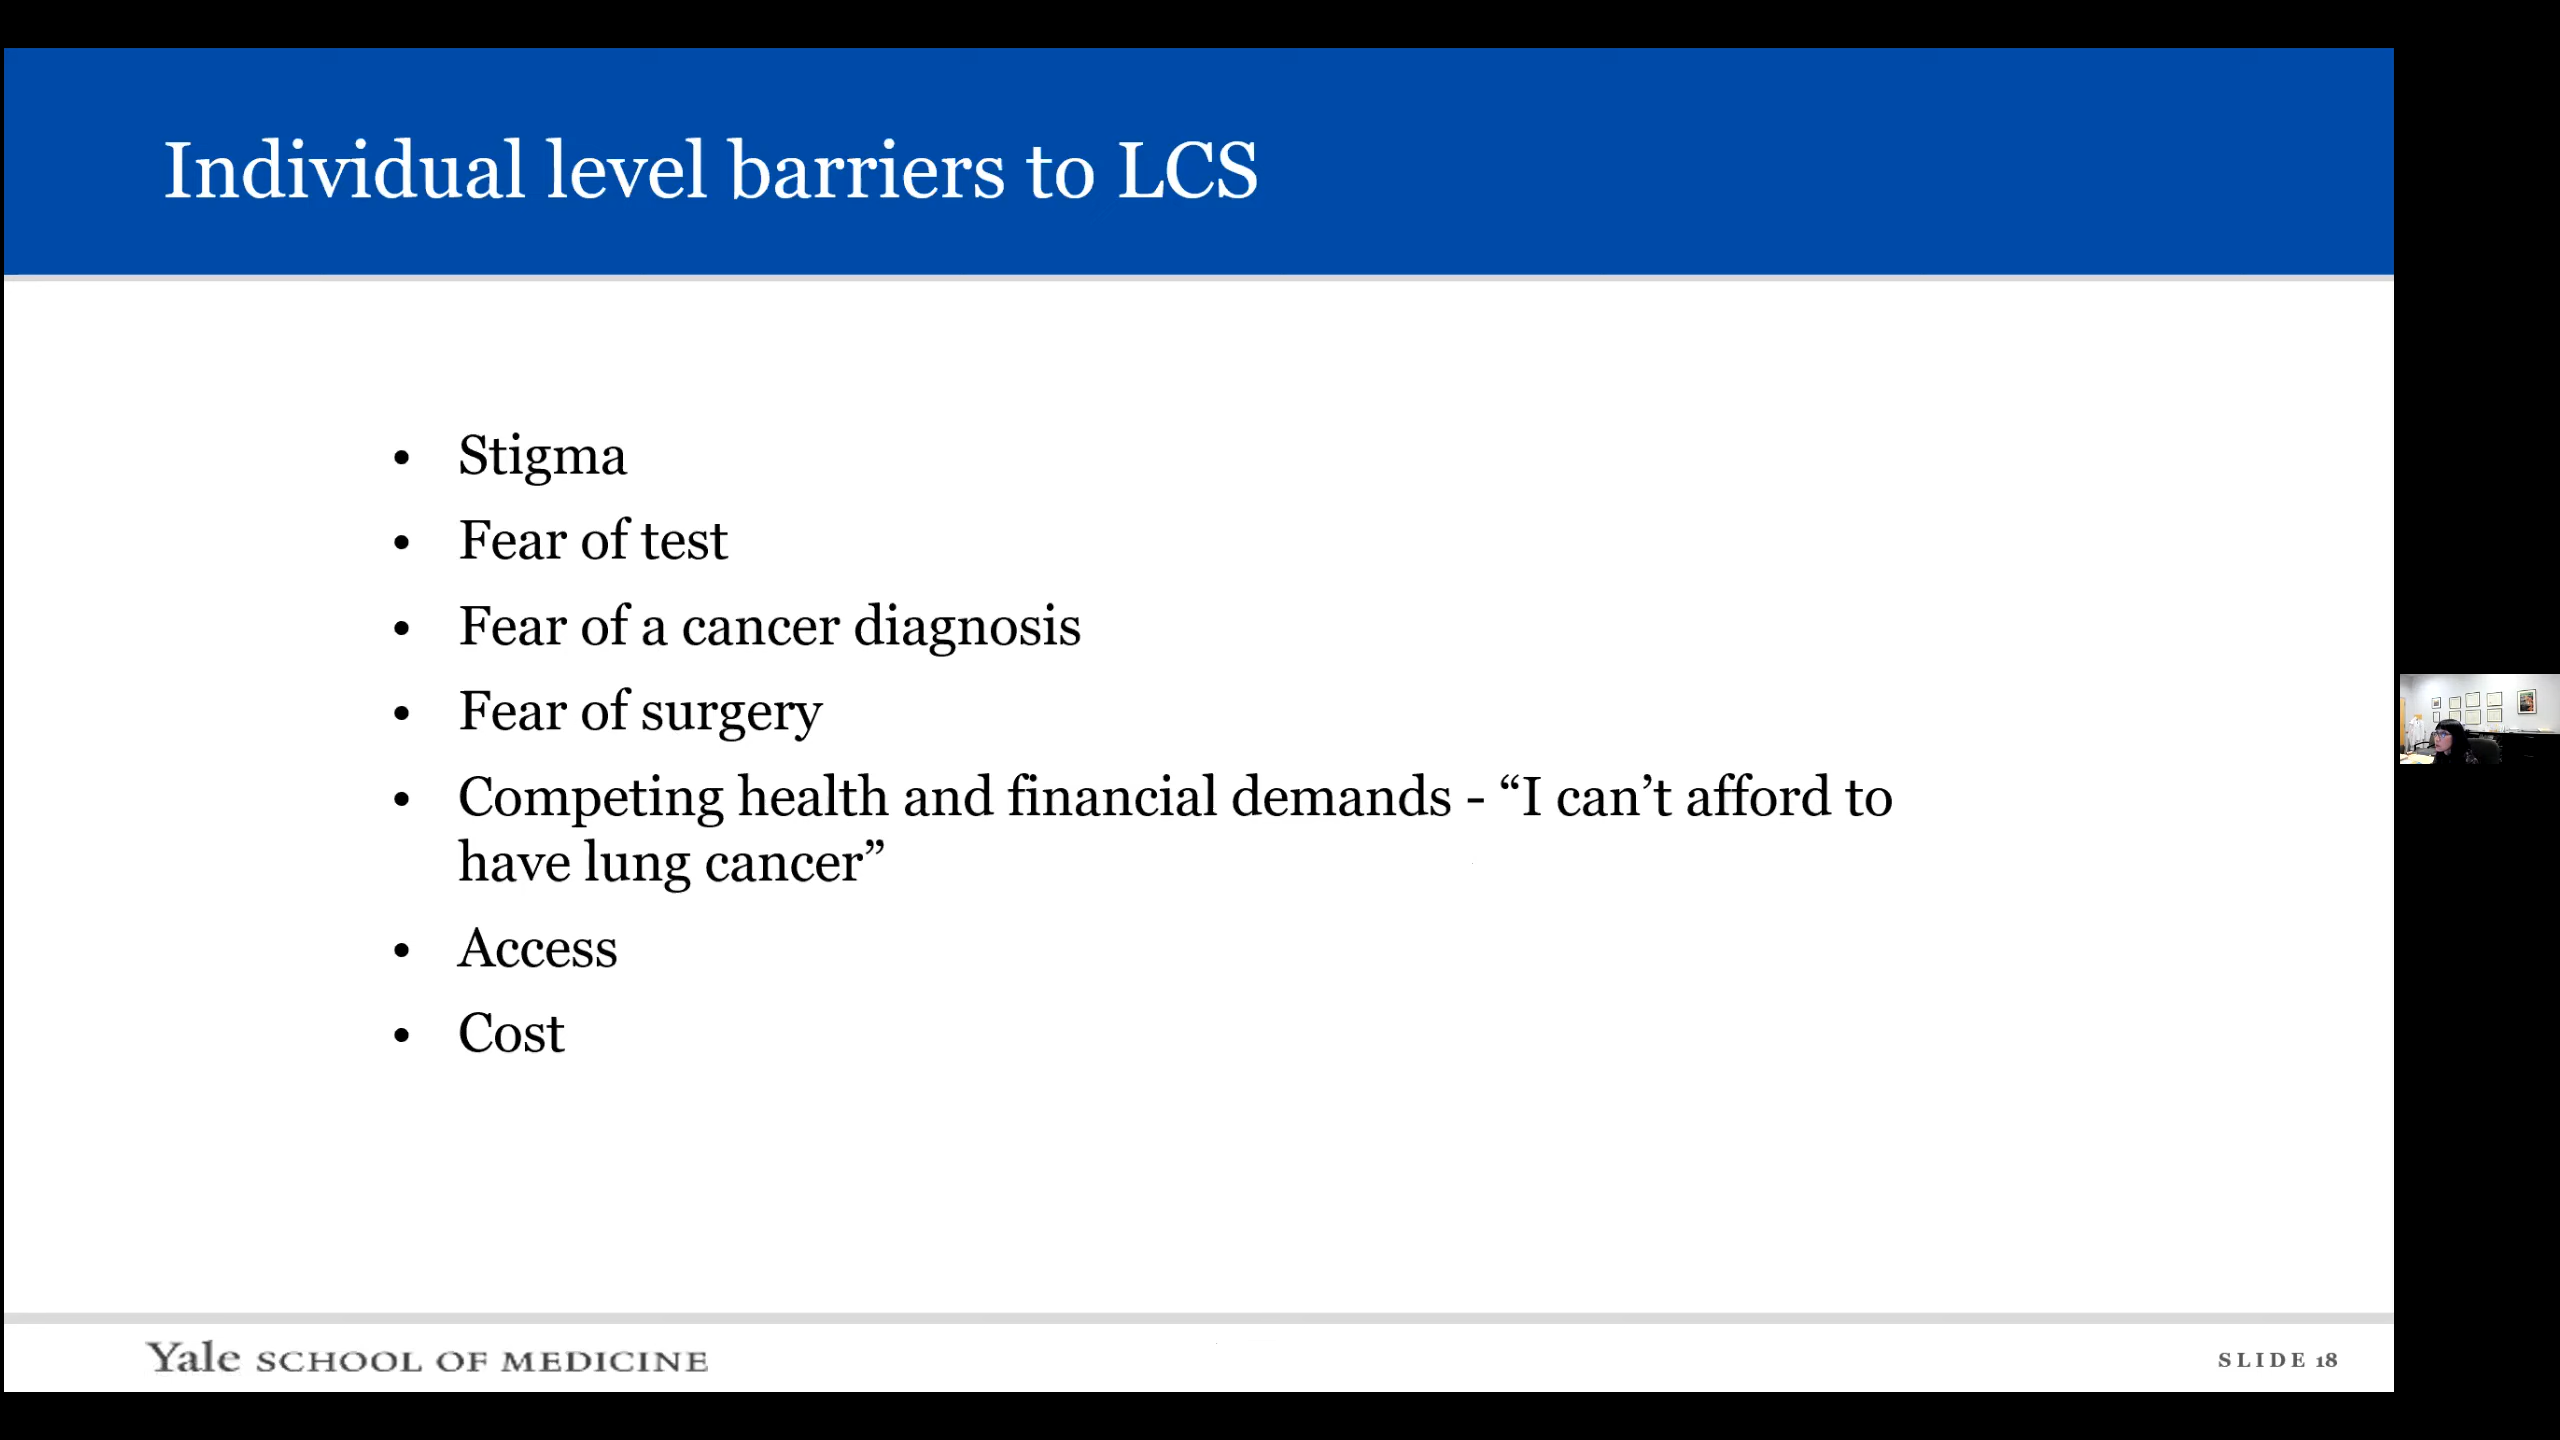 Individual level barriers to LCS
• Stigma
• Fear of test
• Fear of a cancer diagnosis
• Fear of surgery
• Competing health and financial demands - “I can’t afford to
have lung cancer”
• Access
• Cost
Yale SCHOOL OF MEDICINE
SLIDE 18